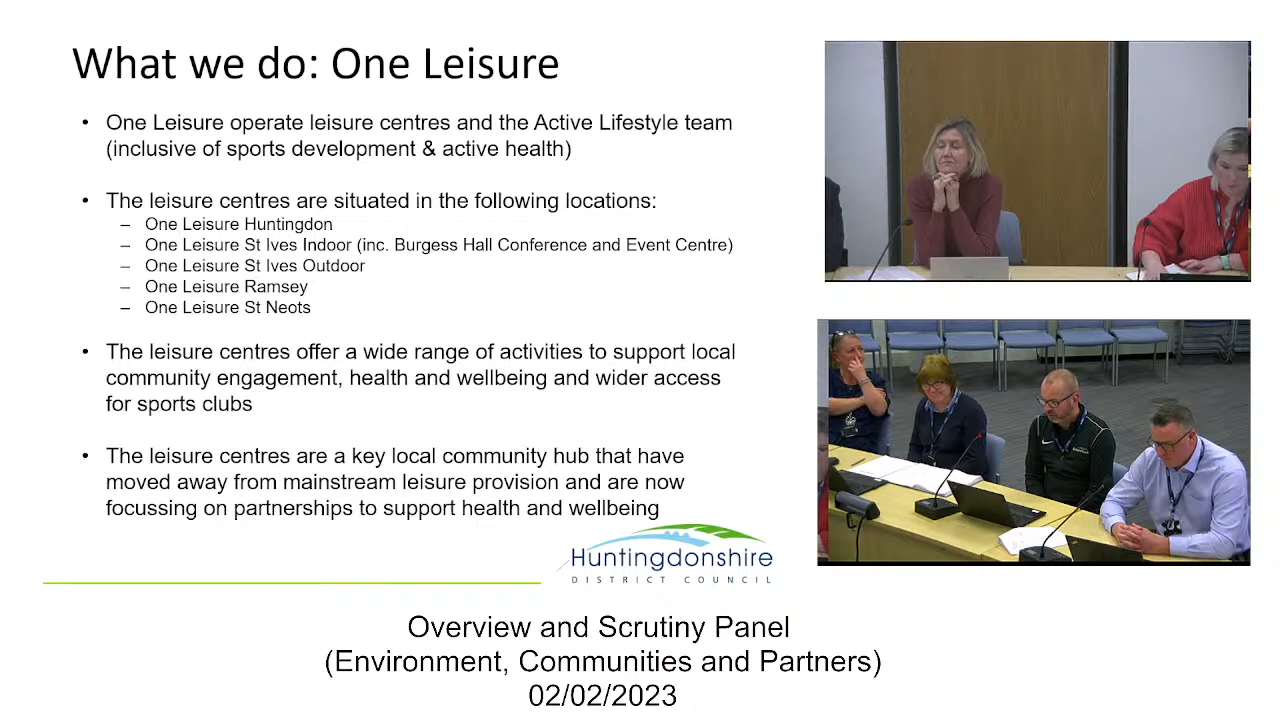 What we do: One Leisure
• One Leisure operate leisure centres and the Active Lifestyle team
(inclusive of sports development & active health)
• The leisure centres are situated in the following locations:
– One Leisure Huntingdon
– One Leisure St Ives Indoor (inc. Burgess Hall Conference and Event Centre)
– One Leisure St Ives Outdoor
– One Leisure Ramsey
– One Leisure St Neots
• The leisure centres offer a wide range of activities to support local
community engagement, health and wellbeing and wider access
for sports clubs
• The leisure centres are a key local community hub that have
moved away from mainstream leisure provision and are now
focussing on partnerships to support health and wellbeing
Huntingdonshire
DISTRICT COUNCIL
Overview and Scrutiny Panel
(Environment, Communities and Partners)
02/02/2023